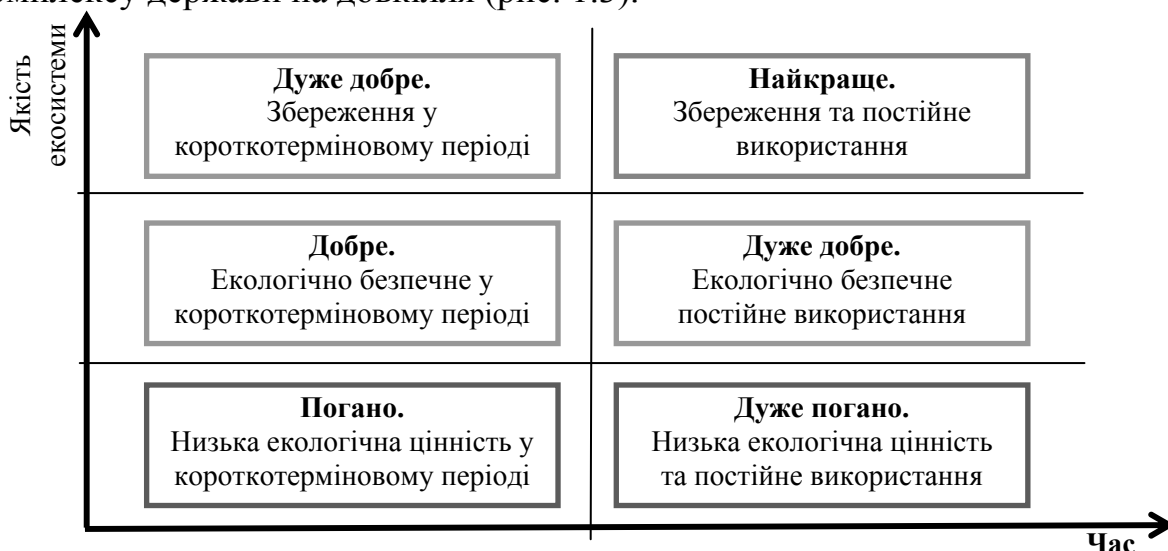 держави на довкілля (рис. 1.5).
Якість
екосистеми
Дуже добре.
Збереження у
короткотерміновому періоді
Найкраще.
Збереження та постійне
використання
Добре.
Екологічно безпечне у
короткотерміновому періоді
Дуже добре.
Екологічно безпечне
постійне використання
Погано.
Низька екологічна цінність у
короткотерміновому періоді
Дуже погано.
Низька екологічна цінність
та постійне використання
Час